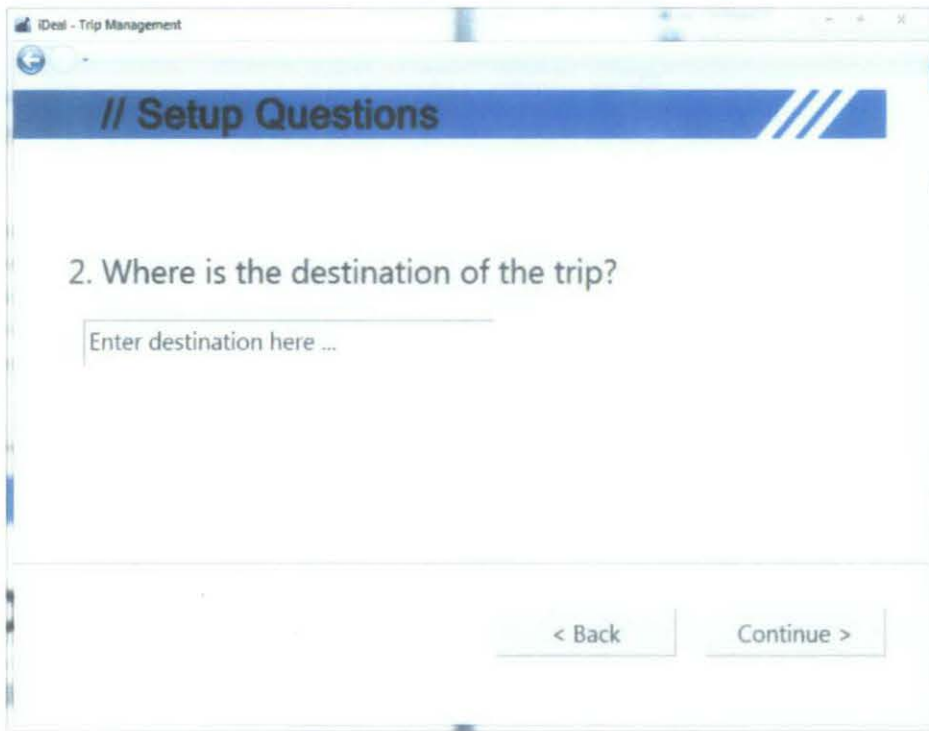 iDeal - Trip Management
// Setup Questions
2. Where is the destination of the trip?
Enter destination here ...
< Back
Continue >